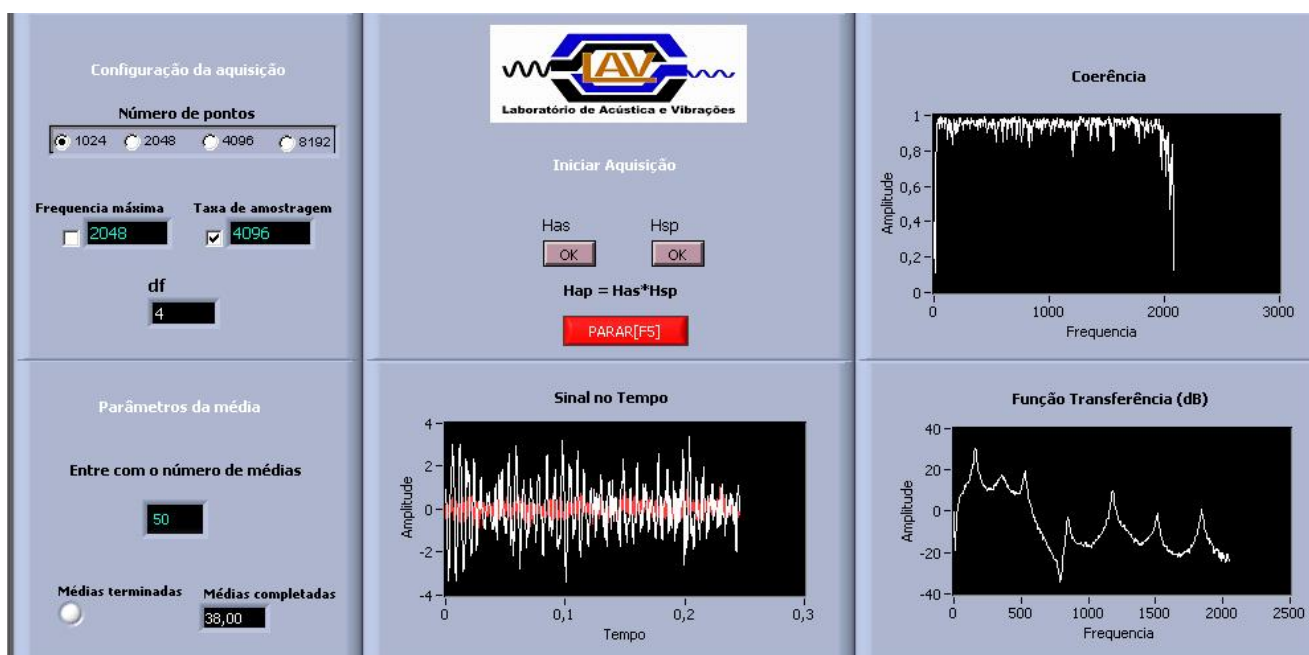 Configuração da aquisição
Número de pontos
1024 2048 4096 8192
Frequencia máxima Taxa de amostragem
2048 4096
df
4
LAV
Laboratório de Acústica e Vibrações
Iniciar Aquisição
Has Hsp
OK OK
Hap = Has*Hsp
PARAR[F5]
Coerência
Amplitude
1
0,8
0,6
0,4
0,2
0
0 1000 2000 3000
Frequencia
Parâmetros da média
Entre com o número de médias
50
Médias terminadas Médias completadas
38,00
Sinal no Tempo
Amplitude
4
2
0
-2
-4
0 0,1 0,2 0,3
Tempo
Função Transferência (dB)
Amplitude
40
20
0
-20
-40
0 500 1000 1500 2000 2500
Frequencia